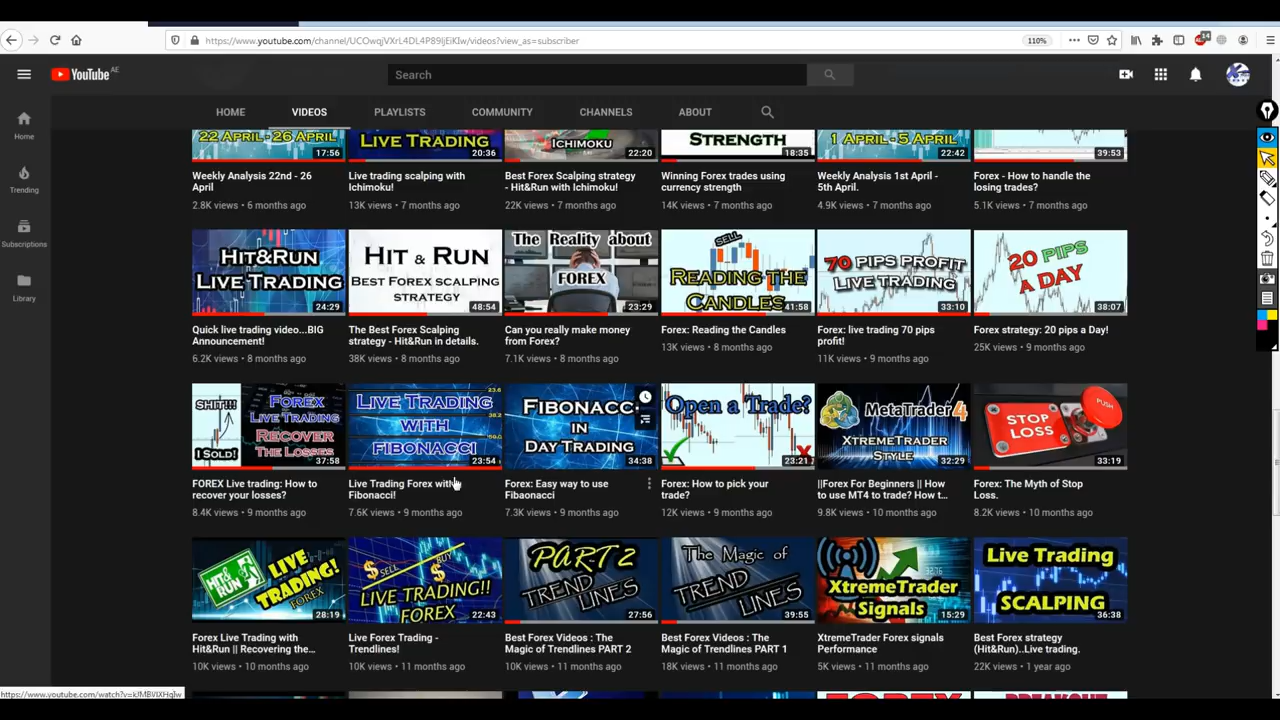 https://www.youtube.com/channel/UCOwqjVXrL4DL4P89ljEiKIw/videos?view_as=subscriber
110%
14
YouTube AE
Search
HOME
VIDEOS
PLAYLISTS
COMMUNITY
CHANNELS
ABOUT
Home
Trending
Subscriptions
Library
22 APRIL - 26 APRIL
17:56
LIVE TRADING
20:36
ICHIMOKU
22:20
STRENGTH
18:35
1 APRIL - 5 APRIL
22:42
39:53
Weekly Analysis 22nd - 26
April
2.8K views • 6 months ago
Live trading scalping with
Ichimoku!
13K views • 7 months ago
Best Forex Scalping strategy
- Hit&Run with Ichimoku!
22K views • 7 months ago
Winning Forex trades using
currency strength
14K views • 7 months ago
Weekly Analysis 1st April -
5th April.
4.9K views • 7 months ago
Forex - How to handle the
losing trades?
5.1K views • 7 months ago
HIT&RUN
LIVE TRADING
24:29
HIT & RUN
BEST FOREX SCALPING
STRATEGY
48:54
The Reality about
FOREX
23:29
SELL
READING THE
CANDLES
41:58
70 PIPS PROFIT
LIVE TRADING
33:10
20 PIPS
A DAY
38:07
Quick live trading video...BIG
Announcement!
6.2K views • 8 months ago
The Best Forex Scalping
strategy - Hit&Run in details.
38K views • 8 months ago
Can you really make money
from Forex?
7.1K views • 8 months ago
Forex: Reading the Candles
13K views • 8 months ago
Forex: live trading 70 pips
profit!
11K views • 9 months ago
Forex strategy: 20 pips a Day!
25K views • 9 months ago
SHIT!!!
I SOLD!
FOREX
LIVE TRADING
RECOVER
THE LOSSES
37:58
LIVE TRADING
WITH
FIBONACCI
23.6
38.2
50.0
23:54
FIBONACC
IN
DAY TRADING
34:38
Open a Trade?
23:21
MetaTrader 4
XTREMETRADER
STYLE
32:29
STOP
LOSS
PUSH
33:19
FOREX Live trading: How to
recover your losses?
8.4K views • 9 months ago
Live Trading Forex with
Fibonacci!
7.6K views • 9 months ago
Forex: Easy way to use
Fibaonacci
7.3K views • 9 months ago
Forex: How to pick your
trade?
12K views • 9 months ago
||Forex For Beginners || How
to use MT4 to trade? How t...
9.8K views • 10 months ago
Forex: The Myth of Stop
Loss.
8.2K views • 10 months ago
HIT&
RUN
LIVE
TRADING!
FOREX
28:19
SELL
BUY
$
$
LIVE TRADING!!
FOREX
22:43
PART 2
TREND LINES
27:56
The Magic of
TREND LINES
39:55
XtremeTrader
Signals
15:29
Live Trading
SCALPING
36:38
Forex Live Trading with
Hit&Run || Recovering the...
10K views • 10 months ago
Live Forex Trading -
Trendlines!
10K views • 11 months ago
Best Forex Videos : The
Magic of Trendlines PART 2
10K views • 11 months ago
Best Forex Videos : The
Magic of Trendlines PART 1
18K views • 11 months ago
XtremeTrader Forex signals
Performance
5K views • 11 months ago
Best Forex strategy
(Hit&Run)..Live trading.
22K views • 1 year ago
FOREX
BREAKOUT